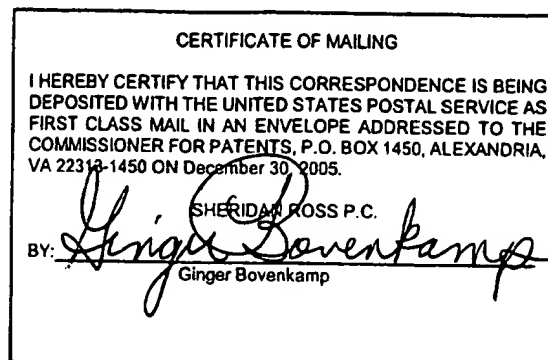 CERTIFICATE OF MAILING
I HEREBY CERTIFY THAT THIS CORRESPONDENCE IS BEING
DEPOSITED WITH THE UNITED STATES POSTAL SERVICE AS
FIRST CLASS MAIL IN AN ENVELOPE ADDRESSED TO THE
COMMISSIONER FOR PATENTS, P.O. BOX 1450, ALEXANDRIA,
VA 22313-1450 ON December 30, 2005.
SHERIDAN ROSS P.C.
BY: Ginger Bovenkamp
Ginger Bovenkamp